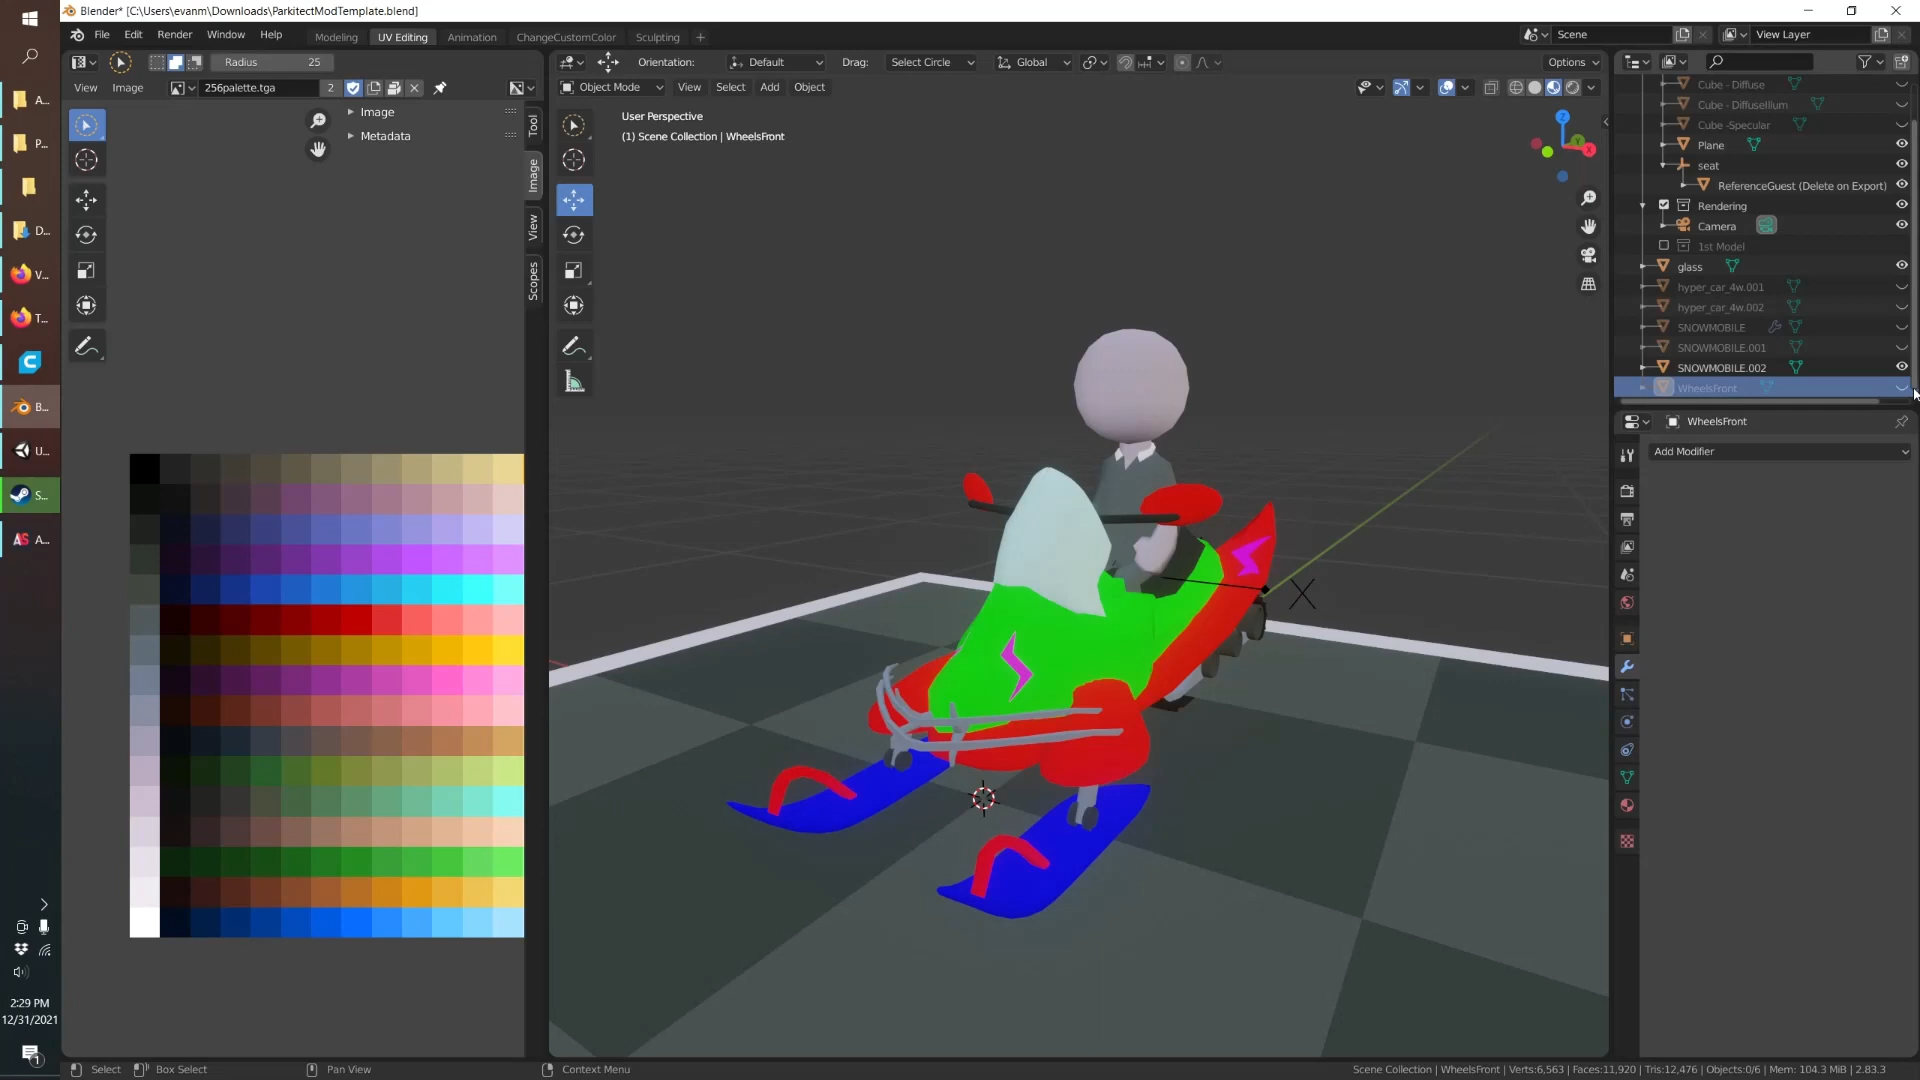 Blender* [C:\Users\evanm\Downloads\ParkitectModTemplate.blend]
File Edit Render Window Help
Modeling UV Editing Animation ChangeCustomColor Sculpting +
Scene
View Layer
Radius 25
Orientation: Default Drag: Select Circle Global
Options
View Image 256palette.tga 2
Object Mode View Select Add Object
Image
Metadata
Tool
Image
View
Scopes
User Perspective
(1) Scene Collection | WheelsFront
Z
Y
X
Cube - Diffuse
Cube - DiffuseIllum
Cube -Specular
Plane
seat
ReferenceGuest (Delete on Export)
Rendering
Camera
1st Model
glass
hyper_car_4w.001
hyper_car_4w.002
SNOWMOBILE
SNOWMOBILE.001
SNOWMOBILE.002
WheelsFront
WheelsFront
Add Modifier
A...
P...
D...
V...
T...
B...
U...
S...
AS A...
2:29 PM
12/31/2021
1
Select Box Select Pan View Context Menu
Scene Collection | WheelsFront | Verts:6,563 | Faces:11,920 | Tris:12,476 | Objects:0/6 | Mem: 104.3 MiB | 2.83.3